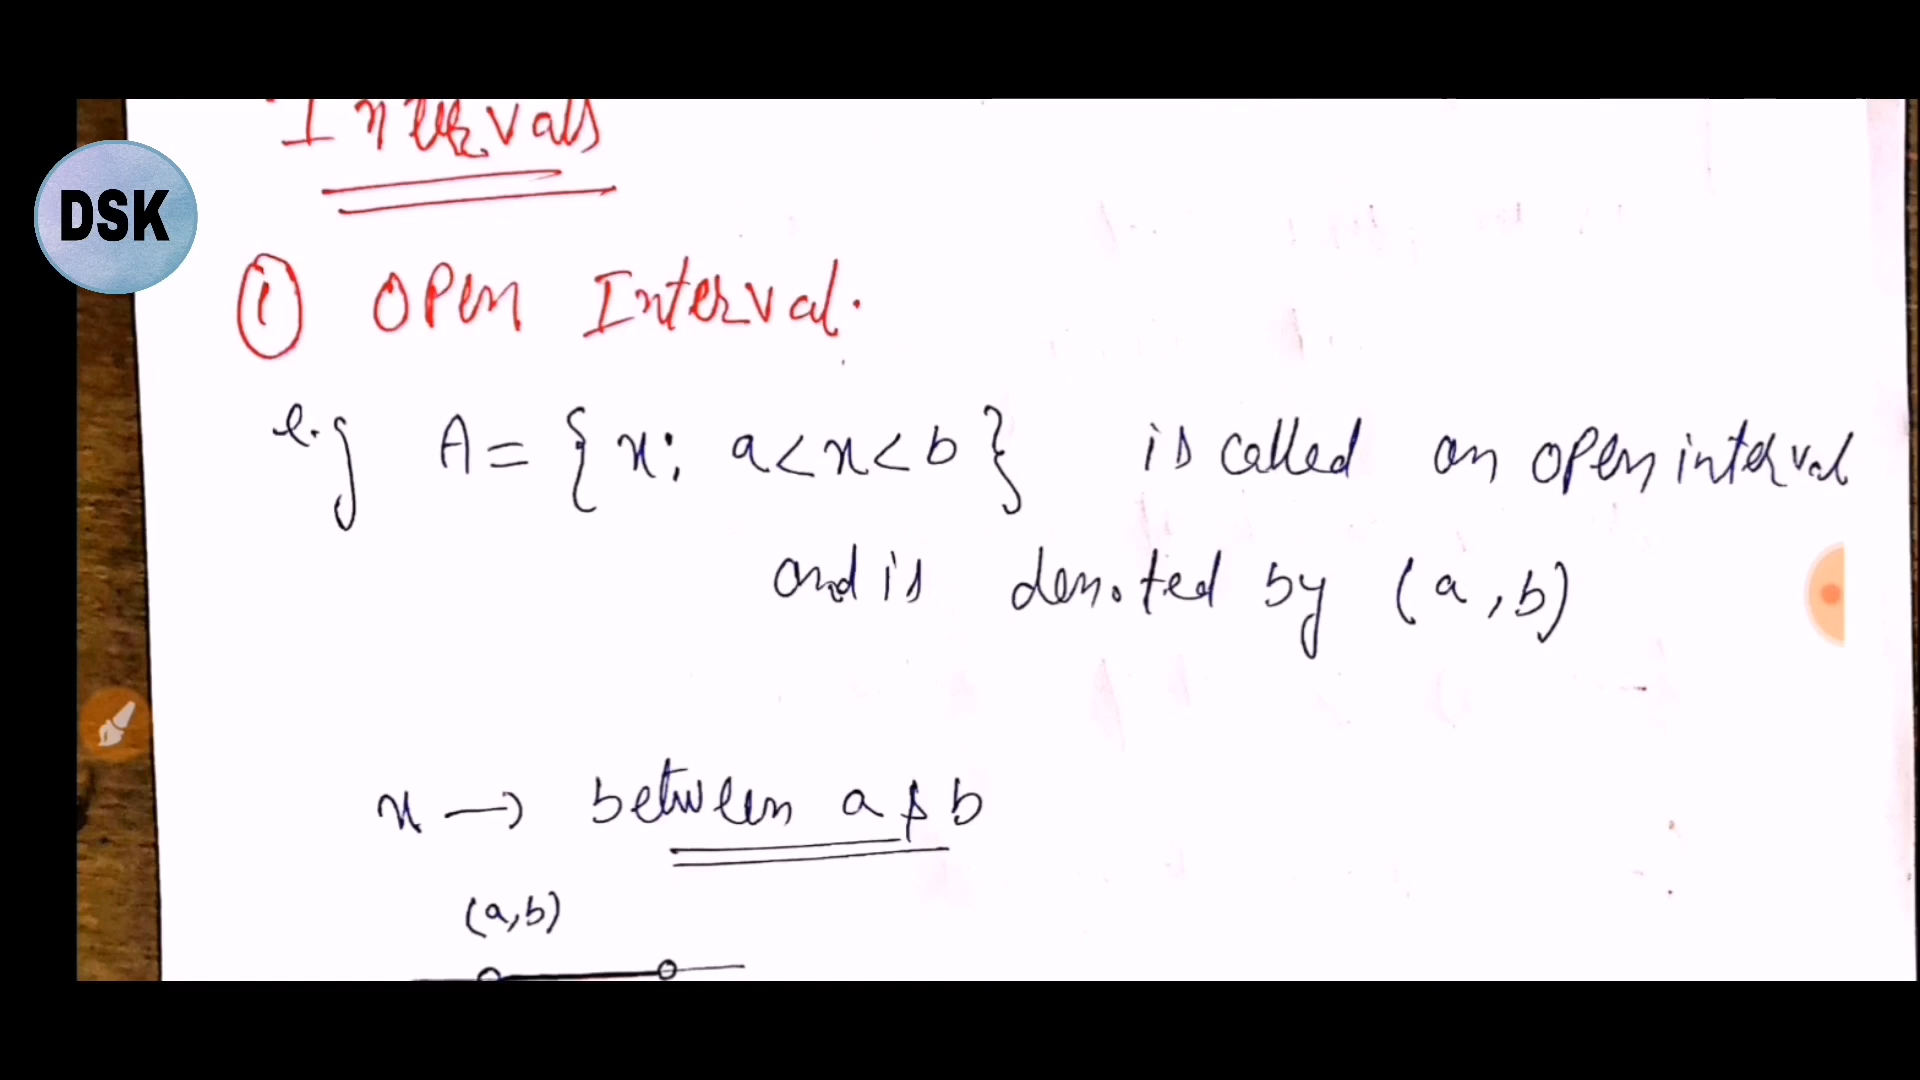 Intervals
DSK
① Open Interval.
e.g A = { x: a<x<b } is called an open interval
and is denoted by (a, b)
x → between a & b
(a,b)